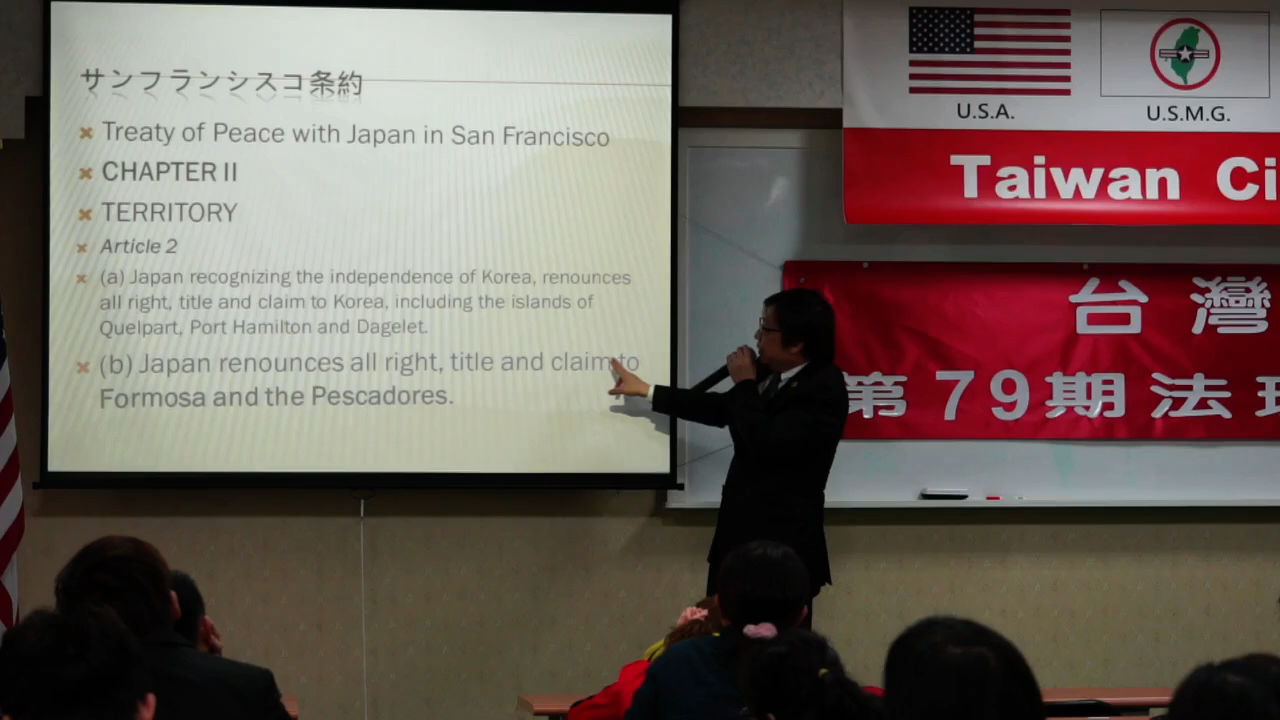 サンフランシスコ条約
Treaty of Peace with Japan in San Francisco
CHAPTER II
TERRITORY
Article 2
(a) Japan recognizing the independence of Korea, renounces
all right, title and claim to Korea, including the islands of
Quelpart, Port Hamilton and Dagelet.
(b) Japan renounces all right, title and claim to
Formosa and the Pescadores.
U.S.A.
U.S.M.G.
Taiwan Ci
台灣
第79期法理